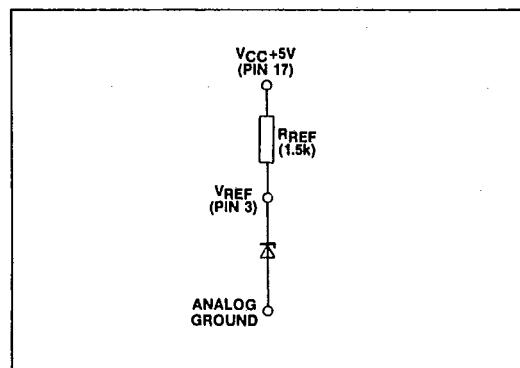 VCC+5V
(PIN 17)
RREF
(1.5k)
VREF
(PIN 3)
ANALOG
GROUND